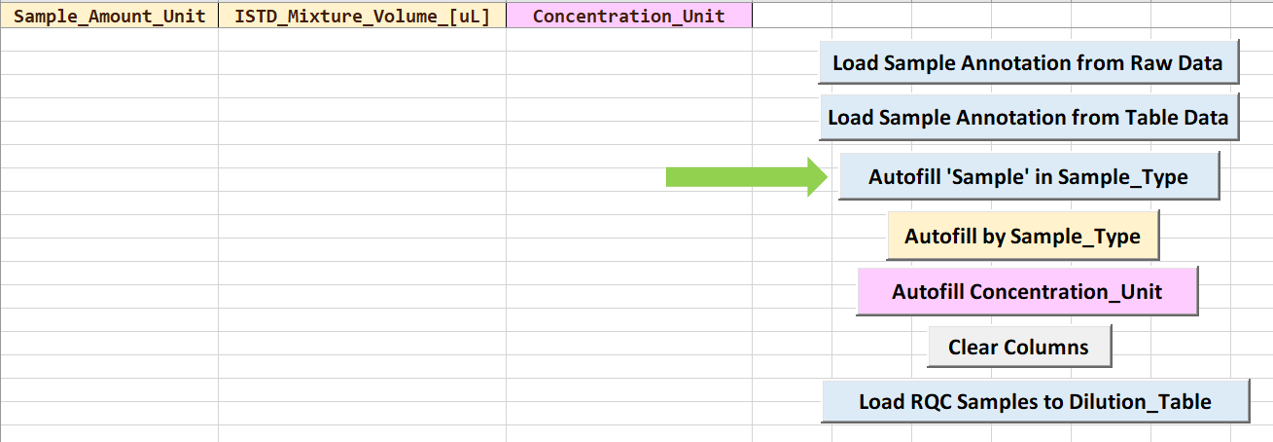 Sample_Amount_Unit ISTD_Mixture_Volume_[uL] Concentration_Unit
Load Sample Annotation from Raw Data
Load Sample Annotation from Table Data
Autofill 'Sample' in Sample_Type
Autofill by Sample_Type
Autofill Concentration_Unit
Clear Columns
Load RQC Samples to Dilution_Table